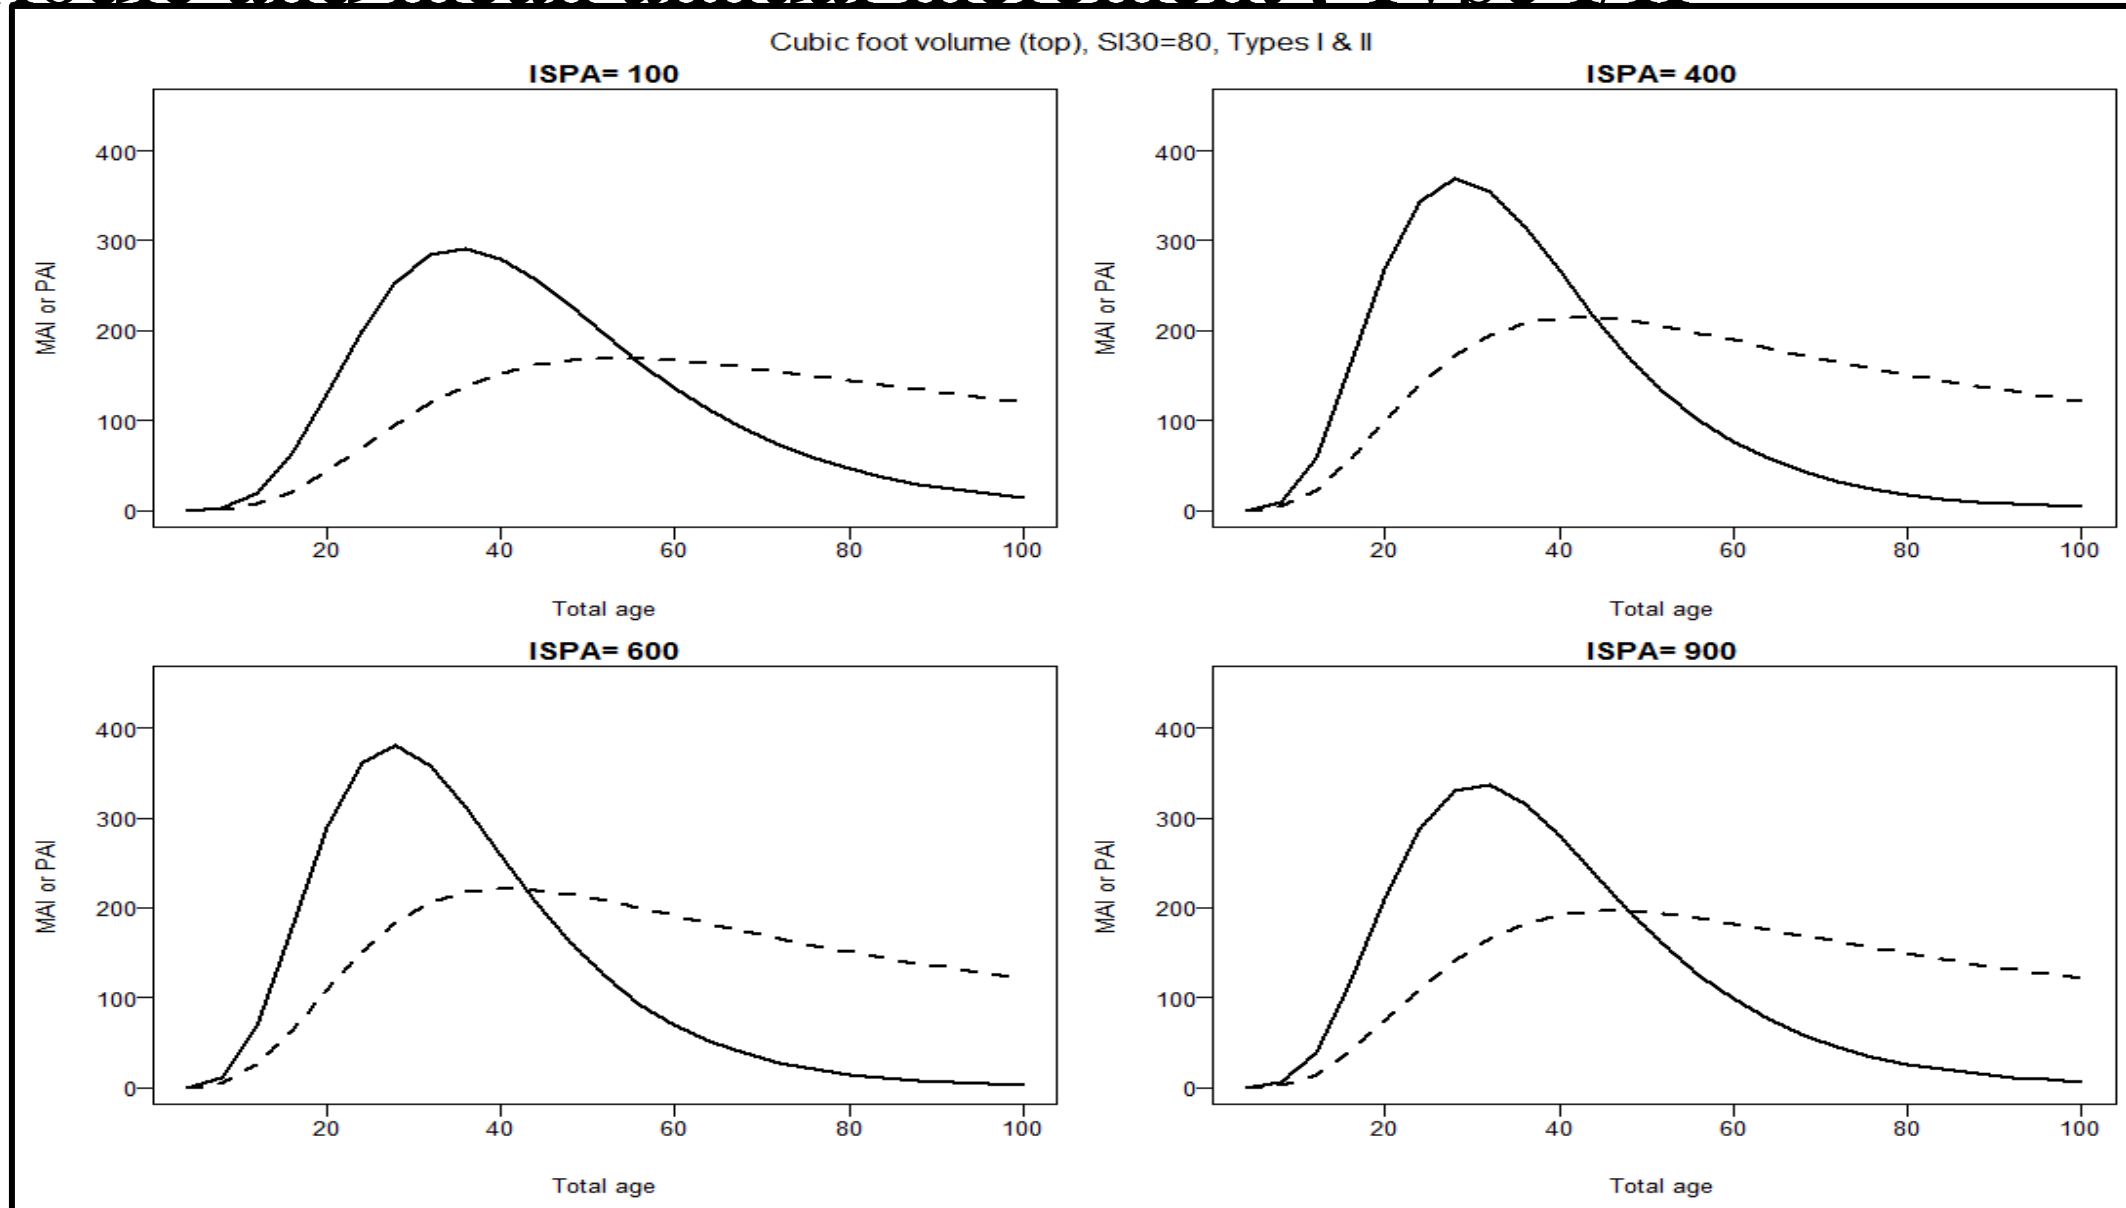 Cubic foot volume (top), SI30=80, Types I & II
ISPA= 100
400
300
200
100
0
MAI or PAI
20 40 60 80 100
Total age
ISPA= 400
400
300
200
100
0
MAI or PAI
20 40 60 80 100
Total age
ISPA= 600
400
300
200
100
0
MAI or PAI
20 40 60 80 100
Total age
ISPA= 900
400
300
200
100
0
MAI or PAI
20 40 60 80 100
Total age